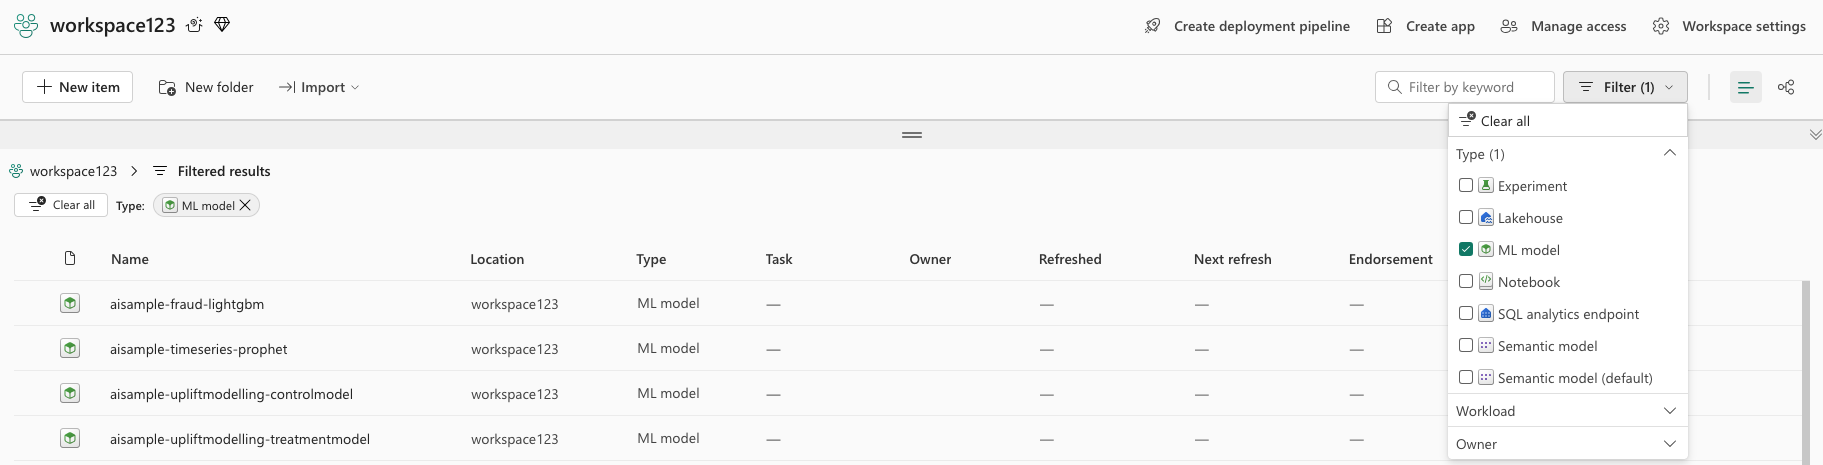 workspace123
Create deployment pipeline Create app Manage access Workspace settings
New item New folder Import Filter by keyword Filter (1)
Clear all
Type (1)
Experiment
Lakehouse
ML model
Notebook
SQL analytics endpoint
Semantic model
Semantic model (default)
Workload
Owner
workspace123 Filtered results
Clear all Type: ML model
Name Location Type Task Owner Refreshed Next refresh Endorsement
aisample-fraud-lightgbm workspace123 ML model — — — —
aisample-timeseries-prophet workspace123 ML model — — — —
aisample-upliftmodelling-controlmodel workspace123 ML model — — — —
aisample-upliftmodelling-treatmentmodel workspace123 ML model — — — —